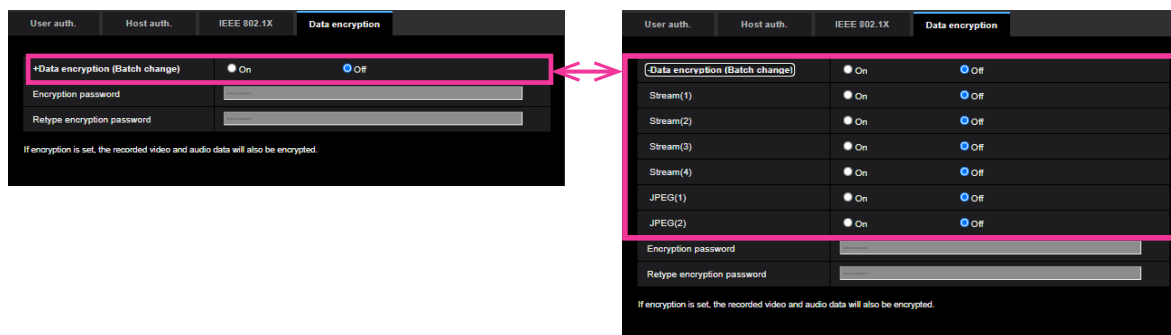 User auth. Host auth. IEEE 802.1X Data encryption
+Data encryption (Batch change) On Off
Encryption password --------
Retype encryption password --------
If encryption is set, the recorded video and audio data will also be encrypted.
User auth. Host auth. IEEE 802.1X Data encryption
-Data encryption (Batch change) On Off
Stream(1) On Off
Stream(2) On Off
Stream(3) On Off
Stream(4) On Off
JPEG(1) On Off
JPEG(2) On Off
Encryption password --------
Retype encryption password --------
If encryption is set, the recorded video and audio data will also be encrypted.